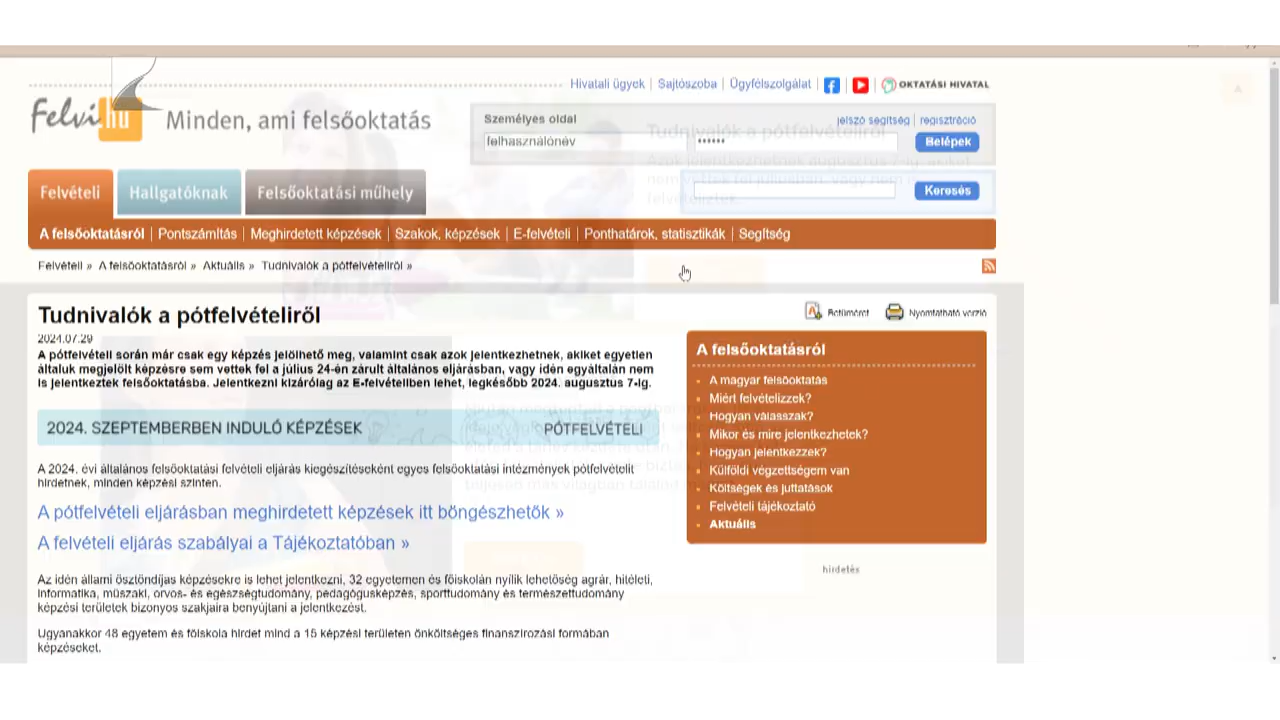 Hivatali ügyek | Sajtószoba | Ügyfélszolgálat | OKTATÁSI HIVATAL
Felvi.hu Minden, ami felsőoktatás
Személyes oldal
jelszó segítség | regisztráció
felhasználónév •••••• Belépek
Keresés
Felvételi Hallgatóknak Felsőoktatási műhely
A felsőoktatásról | Pontszámítás | Meghirdetett képzések | Szakok, képzések | E-felvételi | Ponthatárok, statisztikák | Segítség
Felvételi » A felsőoktatásról » Aktuális » Tudnivalók a pótfelvételiről »
Tudnivalók a pótfelvételiről
Betűméret Nyomtatható verzió
2024.07.29
A pótfelvételi során már csak egy képzés jelölhető meg, valamint csak azok jelentkezhetnek, akiket egyetlen
általuk megjelölt képzésre sem vettek fel a július 24-én zárult általános eljárásban, vagy idén egyáltalán nem
is jelentkeztek felsőoktatásba. Jelentkezni kizárólag az E-felvételiben lehet, legkésőbb 2024. augusztus 7-ig.
2024. SZEPTEMBERBEN INDULÓ KÉPZÉSEK PÓTFELVÉTELI
A 2024. évi általános felsőoktatási felvételi eljárás kiegészítéseként egyes felsőoktatási intézmények pótfelvételit
hirdetnek, minden képzési szinten.
A pótfelvételi eljárásban meghirdetett képzések itt böngészhetők »
A felvételi eljárás szabályai a Tájékoztatóban »
Az idén állami ösztöndíjas képzésekre is lehet jelentkezni, 32 egyetemen és főiskolán nyílik lehetőség agrár, hitéleti,
informatika, műszaki, orvos- és egészségtudomány, pedagógusképzés, sporttudomány és természettudomány
képzési területek bizonyos szakjaira benyújtani a jelentkezést.
Ugyanakkor 48 egyetem és főiskola hirdet mind a 15 képzési területen önköltséges finanszírozási formában
képzéseket.
A felsőoktatásról
A magyar felsőoktatás
Miért felvételizzek?
Hogyan válasszak?
Mikor és mire jelentkezhetek?
Hogyan jelentkezzek?
Külföldi végzettségem van
Költségek és juttatások
Felvételi tájékoztató
Aktuális
hirdetés